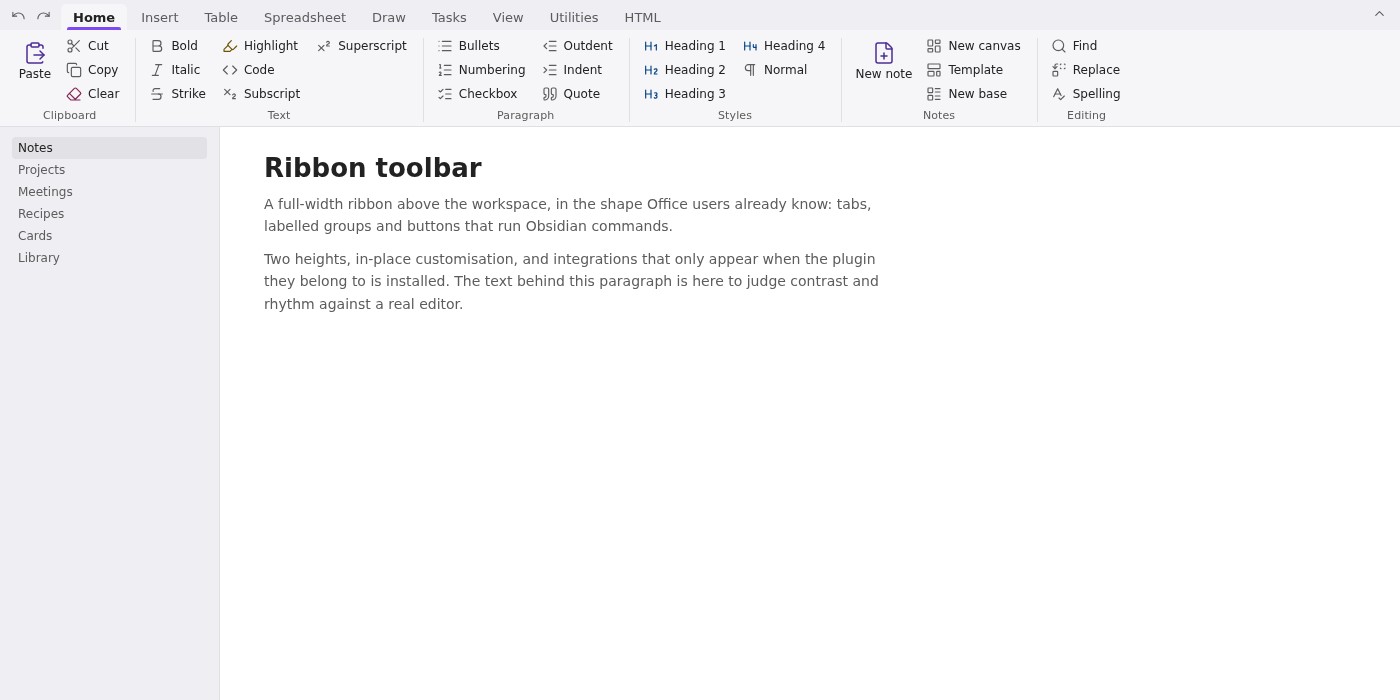 Home Insert Table Spreadsheet Draw Tasks View Utilities HTML
Paste
Cut
Copy
Clear
Clipboard
Bold
Italic
Strike
Highlight
Code
Subscript
Superscript
Text
Bullets
Numbering
Checkbox
Outdent
Indent
Quote
Paragraph
Heading 1
Heading 2
Heading 3
Heading 4
Normal
Styles
New note
New canvas
Template
New base
Notes
Find
Replace
Spelling
Editing
Notes
Projects
Meetings
Recipes
Cards
Library
Ribbon toolbar
A full-width ribbon above the workspace, in the shape Office users already know: tabs,
labelled groups and buttons that run Obsidian commands.
Two heights, in-place customisation, and integrations that only appear when the plugin
they belong to is installed. The text behind this paragraph is here to judge contrast and
rhythm against a real editor.